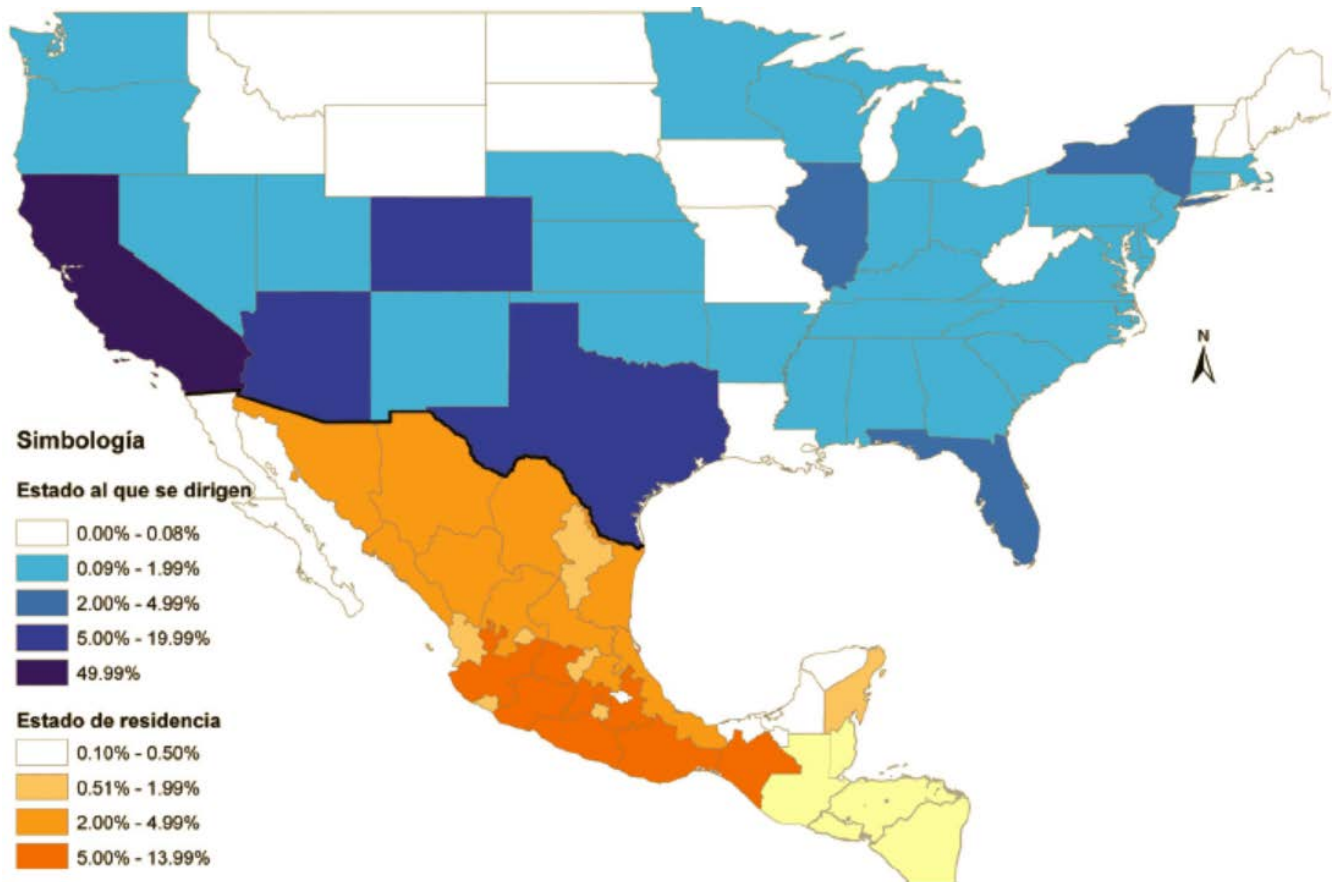 N
Simbología
Estado al que se dirigen
0.00% - 0.08%
0.09% - 1.99%
2.00% - 4.99%
5.00% - 19.99%
49.99%
Estado de residencia
0.10% - 0.50%
0.51% - 1.99%
2.00% - 4.99%
5.00% - 13.99%